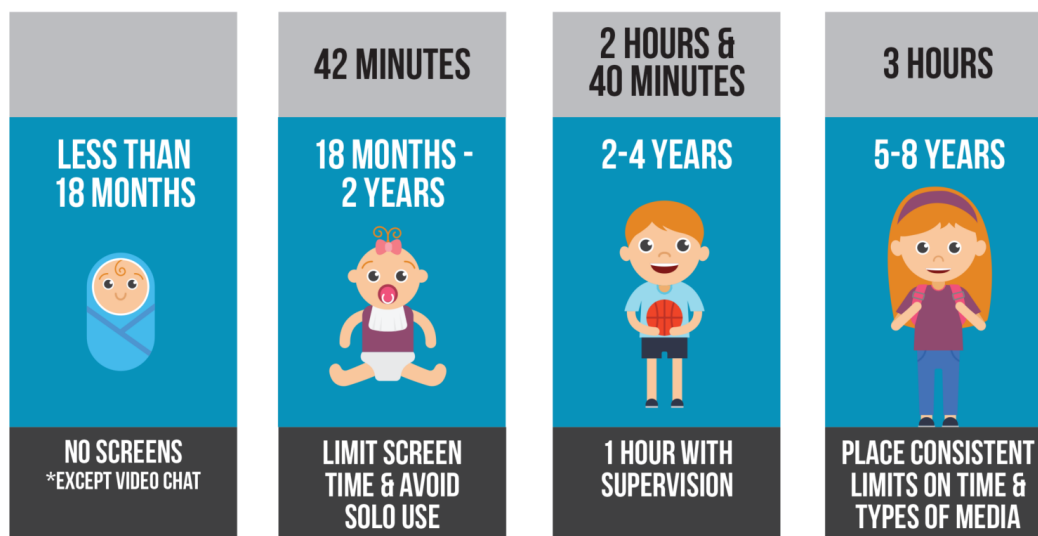 LESS THAN
18 MONTHS
NO SCREENS
*EXCEPT VIDEO CHAT
42 MINUTES
18 MONTHS -
2 YEARS
LIMIT SCREEN
TIME & AVOID
SOLO USE
2 HOURS &
40 MINUTES
2-4 YEARS
1 HOUR WITH
SUPERVISION
3 HOURS
5-8 YEARS
PLACE CONSISTENT
LIMITS ON TIME &
TYPES OF MEDIA